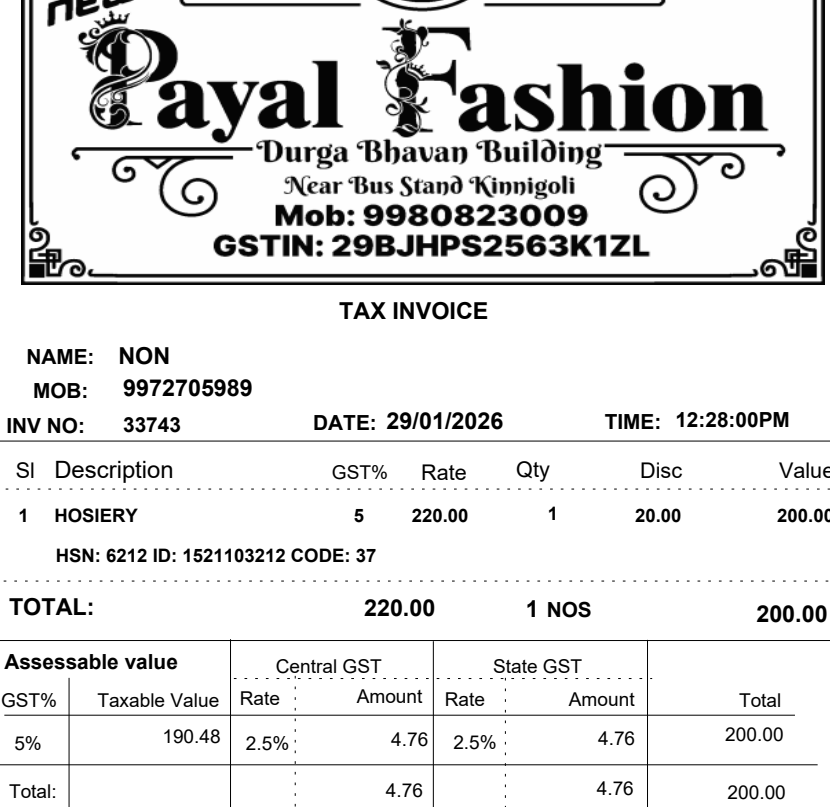 new
Payal Fashion
Durga Bhavan Building
Near Bus Stand Kinnigoli
Mob: 9980823009
GSTIN: 29BJHPS2563K1ZL
TAX INVOICE
NAME: NON
MOB: 9972705989
INV NO: 33743 DATE: 29/01/2026 TIME: 12:28:00PM
Sl Description GST% Rate Qty Disc Value
1 HOSIERY 5 220.00 1 20.00 200.00
HSN: 6212 ID: 1521103212 CODE: 37
TOTAL: 220.00 1 NOS 200.00
Assessable value Central GST State GST
GST% Taxable Value Rate Amount Rate Amount Total
5% 190.48 2.5% 4.76 2.5% 4.76 200.00
Total: 4.76 4.76 200.00